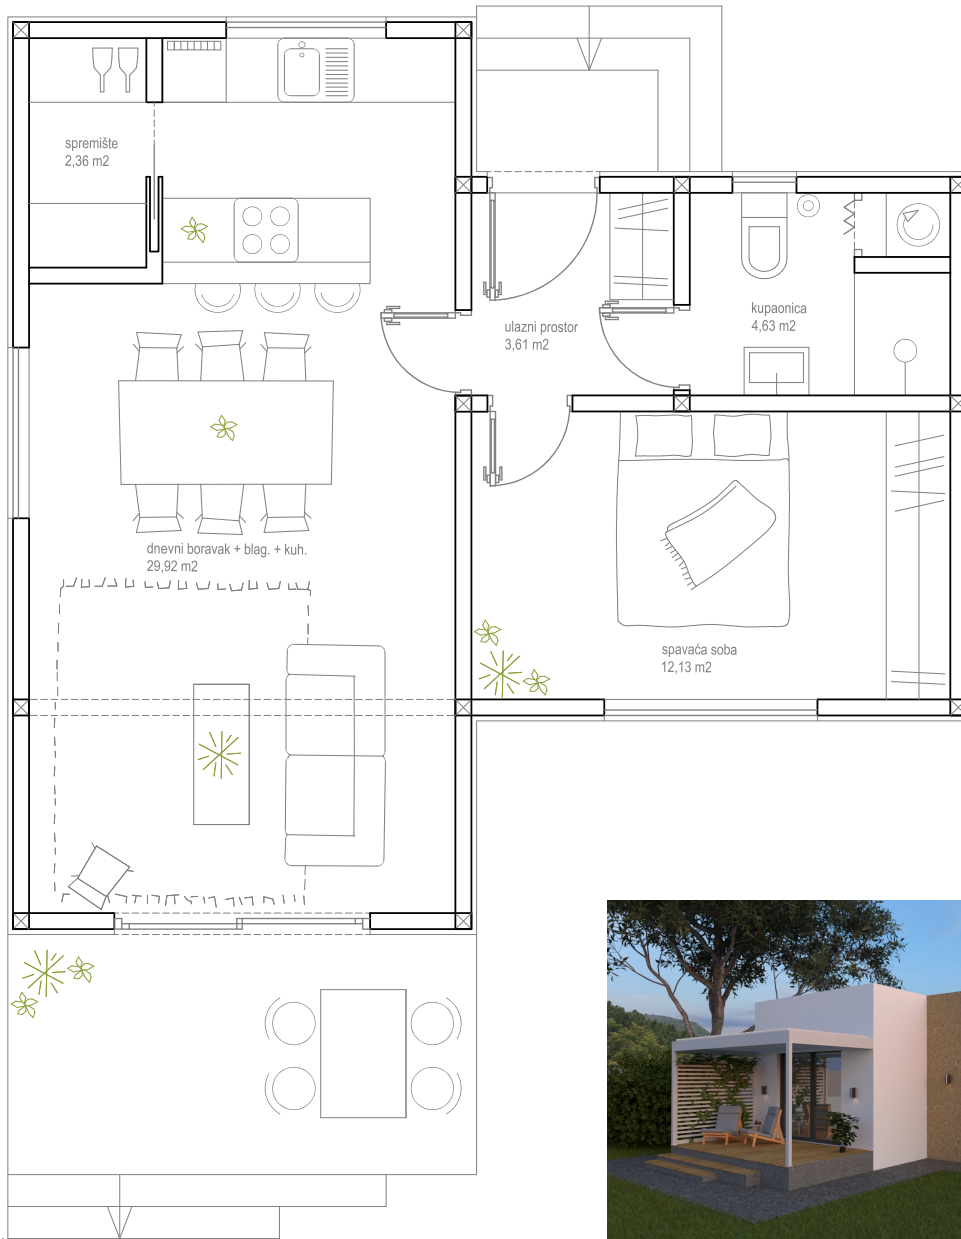 spremište
2,36 m2
ulazni prostor
3,61 m2
kupaonica
4,63 m2
dnevni boravak + blag. + kuh.
29,92 m2
spavaća soba
12,13 m2